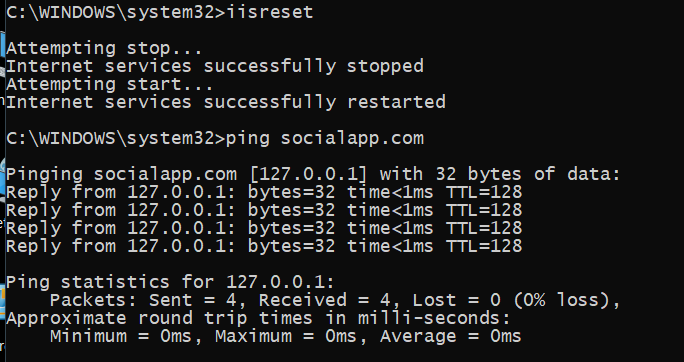 C:\WINDOWS\system32>iisreset
Attempting stop...
Internet services successfully stopped
Attempting start...
Internet services successfully restarted
C:\WINDOWS\system32>ping socialapp.com
Pinging socialapp.com [127.0.0.1] with 32 bytes of data:
Reply from 127.0.0.1: bytes=32 time<1ms TTL=128
Reply from 127.0.0.1: bytes=32 time<1ms TTL=128
Reply from 127.0.0.1: bytes=32 time<1ms TTL=128
Reply from 127.0.0.1: bytes=32 time<1ms TTL=128
Ping statistics for 127.0.0.1:
    Packets: Sent = 4, Received = 4, Lost = 0 (0% loss),
Approximate round trip times in milli-seconds:
    Minimum = 0ms, Maximum = 0ms, Average = 0ms